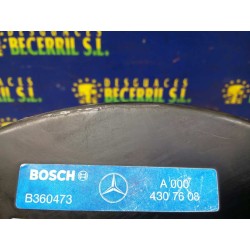 DESGUACES
BECERRIL S.L.
DESGUACES
BECERRIL S.L.
BOSCH
A 000
B360473
430 76 08